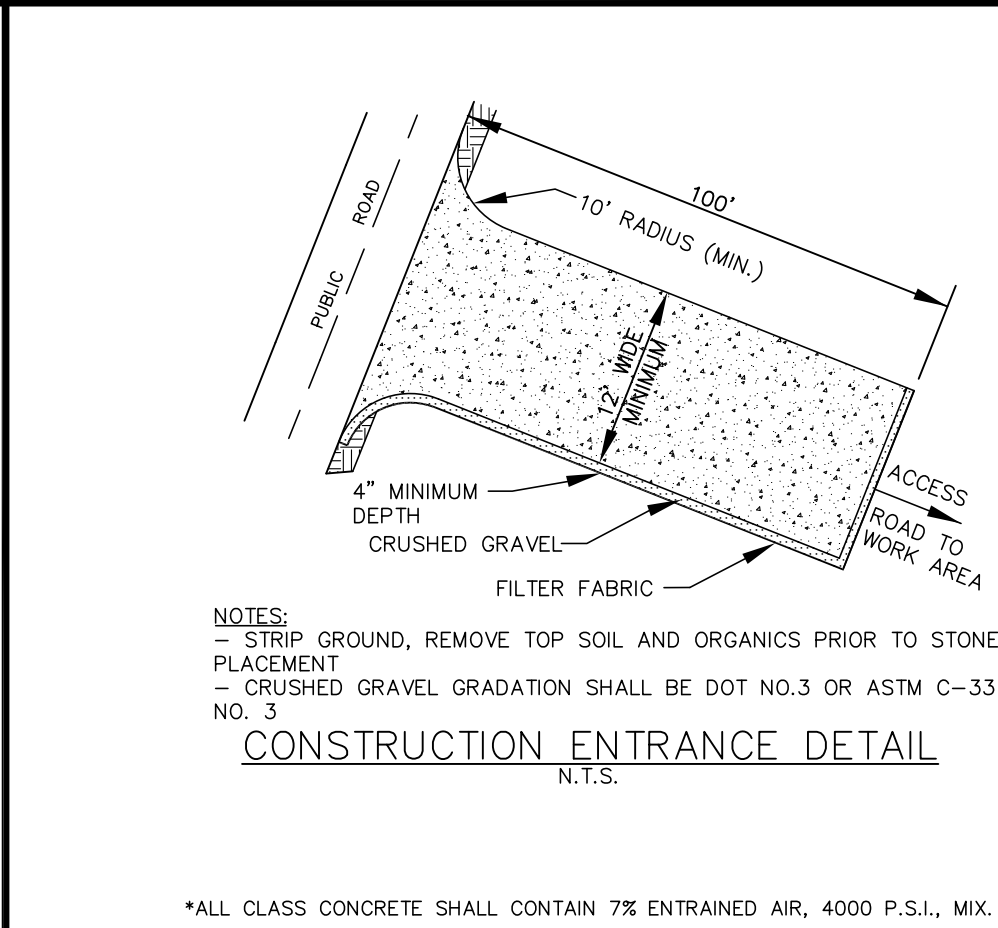 PUBLIC ROAD
100'
10' RADIUS (MIN.)
12' WIDE
MINIMUM
ACCESS
ROAD TO
WORK AREA
4" MINIMUM
DEPTH
CRUSHED GRAVEL
FILTER FABRIC
NOTES:
– STRIP GROUND, REMOVE TOP SOIL AND ORGANICS PRIOR TO STONE
PLACEMENT
– CRUSHED GRAVEL GRADATION SHALL BE DOT NO.3 OR ASTM C–33
NO. 3
CONSTRUCTION ENTRANCE DETAIL
N.T.S.
*ALL CLASS CONCRETE SHALL CONTAIN 7% ENTRAINED AIR, 4000 P.S.I., MIX.